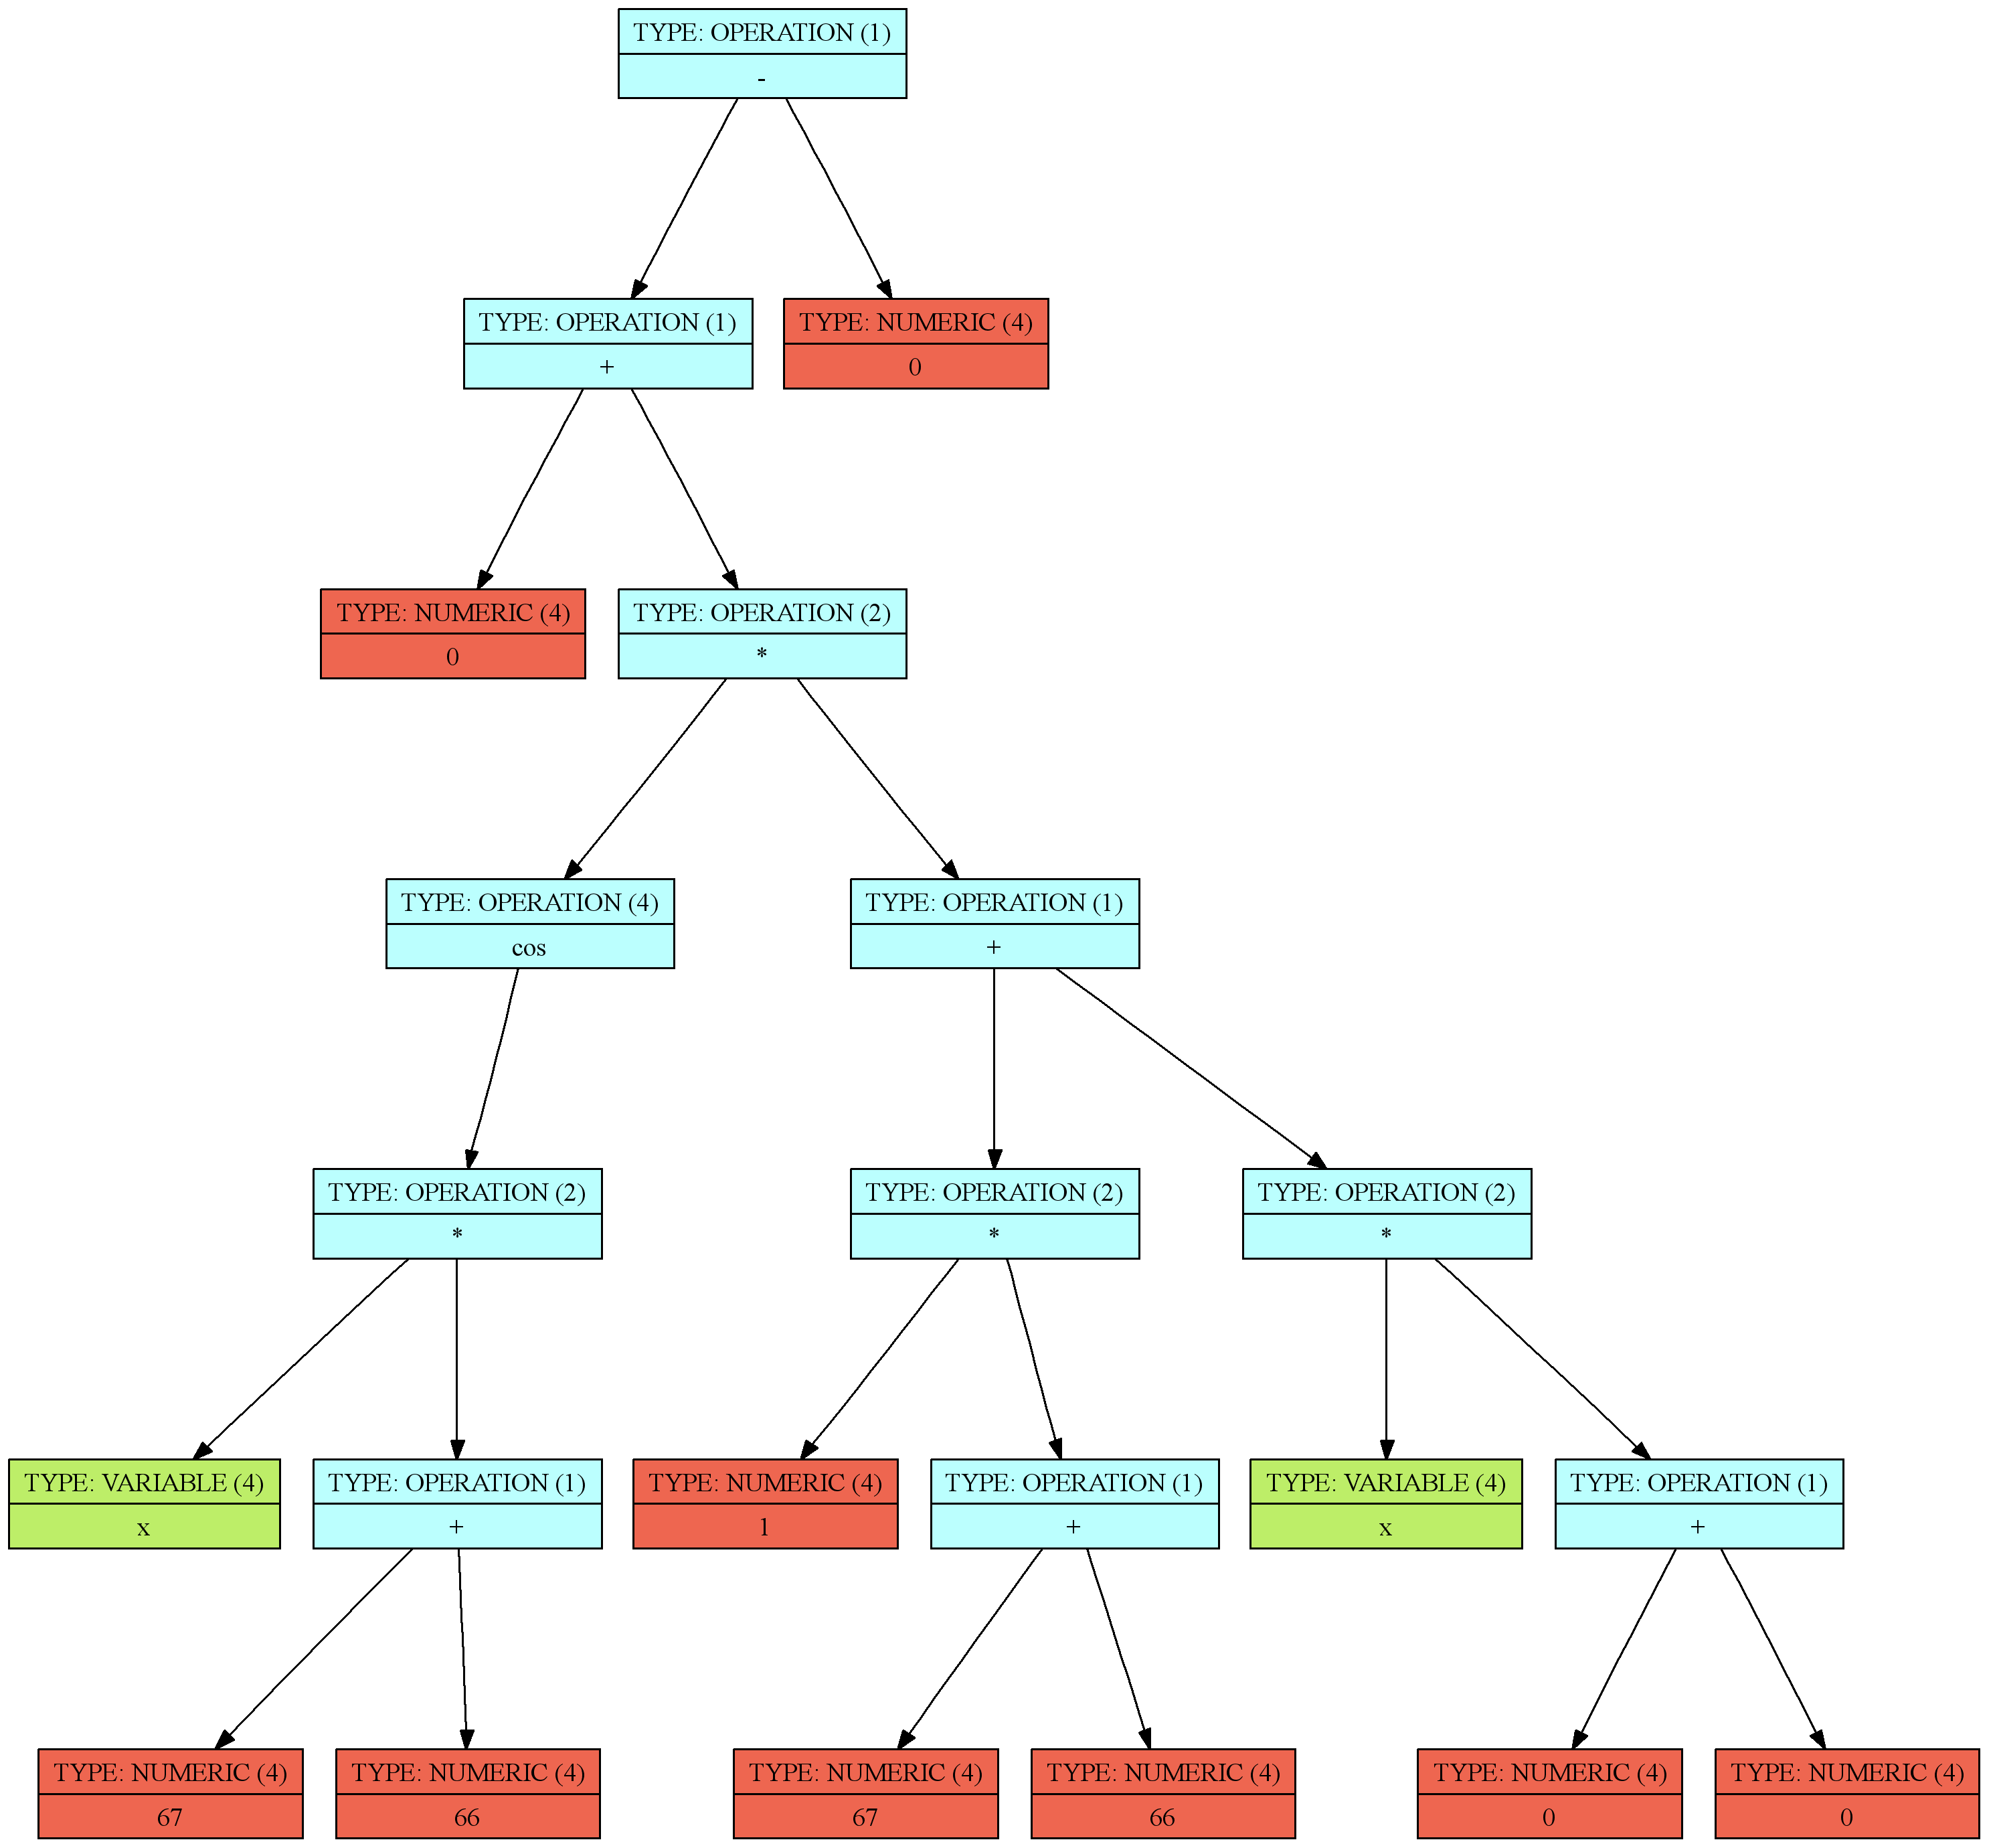 TYPE: OPERATION (1)
-
TYPE: OPERATION (1)
+
TYPE: NUMERIC (4)
0
TYPE: NUMERIC (4)
0
TYPE: OPERATION (2)
*
TYPE: OPERATION (4)
cos
TYPE: OPERATION (1)
+
TYPE: OPERATION (2)
*
TYPE: OPERATION (2)
*
TYPE: OPERATION (2)
*
TYPE: VARIABLE (4)
x
TYPE: OPERATION (1)
+
TYPE: NUMERIC (4)
1
TYPE: OPERATION (1)
+
TYPE: VARIABLE (4)
x
TYPE: OPERATION (1)
+
TYPE: NUMERIC (4)
67
TYPE: NUMERIC (4)
66
TYPE: NUMERIC (4)
67
TYPE: NUMERIC (4)
66
TYPE: NUMERIC (4)
0
TYPE: NUMERIC (4)
0